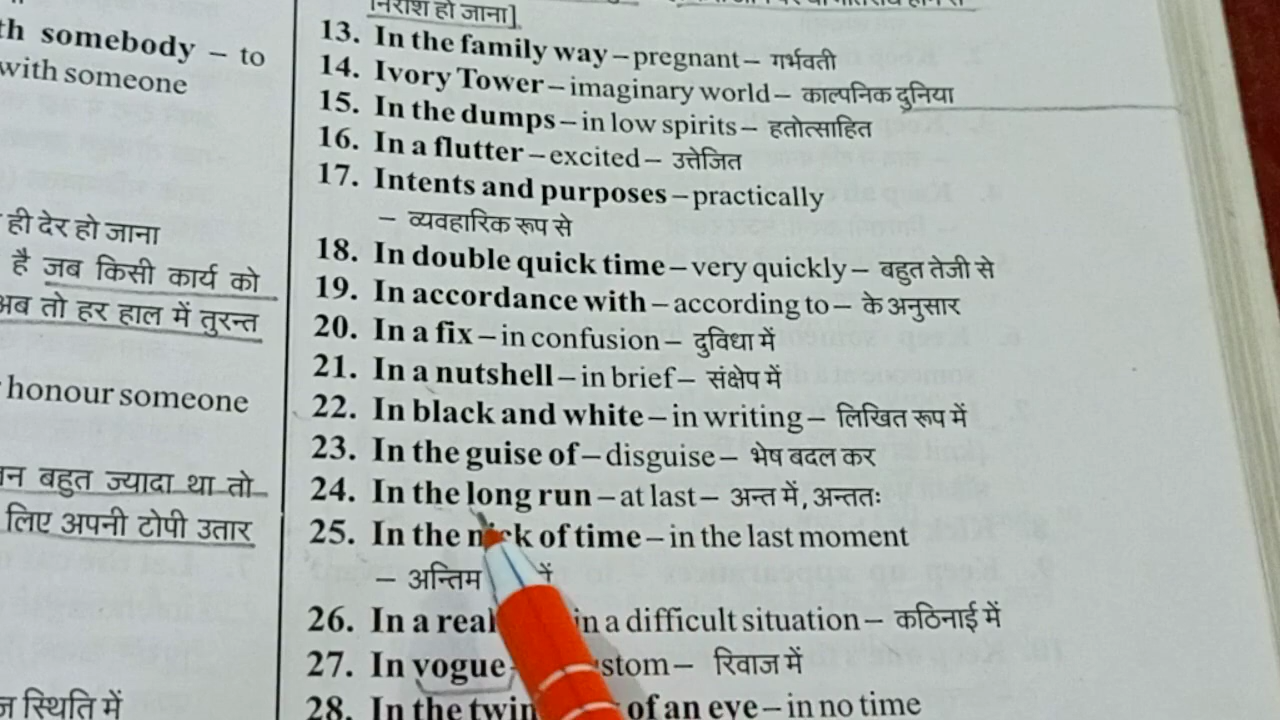 th somebody – to
with someone
ही देर हो जाना
है जब किसी कार्य को
अब तो हर हाल में तुरन्त
honour someone
बहुत ज्यादा था तो
लिए अपनी टोपी उतार
स्थिति में
निराश हो जाना]
13. In the family way – pregnant – गर्भवती
14. Ivory Tower – imaginary world – काल्पनिक दुनिया
15. In the dumps – in low spirits – हतोत्साहित
16. In a flutter – excited – उत्तेजित
17. Intents and purposes – practically
– व्यवहारिक रूप से
18. In double quick time – very quickly – बहुत तेजी से
19. In accordance with – according to – के अनुसार
20. In a fix – in confusion – दुविधा में
21. In a nutshell – in brief – संक्षेप में
22. In black and white – in writing – लिखित रूप में
23. In the guise of – disguise – भेष बदल कर
24. In the long run – at last – अन्त में, अन्ततः
25. In the nick of time – in the last moment
– अन्तिम
26. In a real in a difficult situation – कठिनाई में
27. In vogue – रिवाज में
28. In the of an eye – in no time